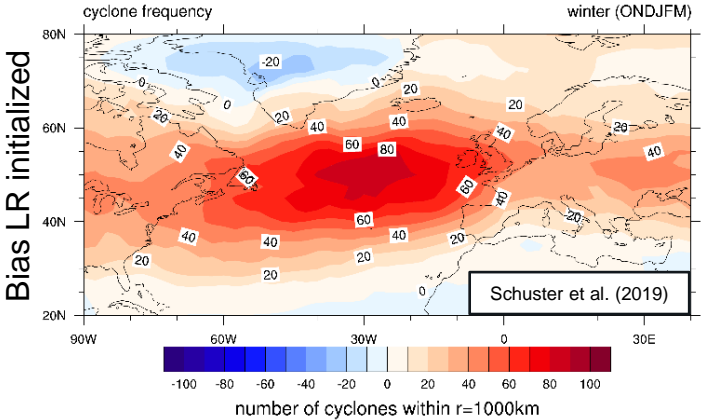 cyclone frequency winter (ONDJFM)
Bias LR initialized
80N
60N
40N
20N
-20
0
0
0
20
20
20
20
40
40
40
40
60
80
60
60
60
40
40
20
40
40
20
20
20
0
Schuster et al. (2019)
90W 60W 30W 0 30E
-100 -80 -60 -40 -20 0 20 40 60 80 100
number of cyclones within r=1000km